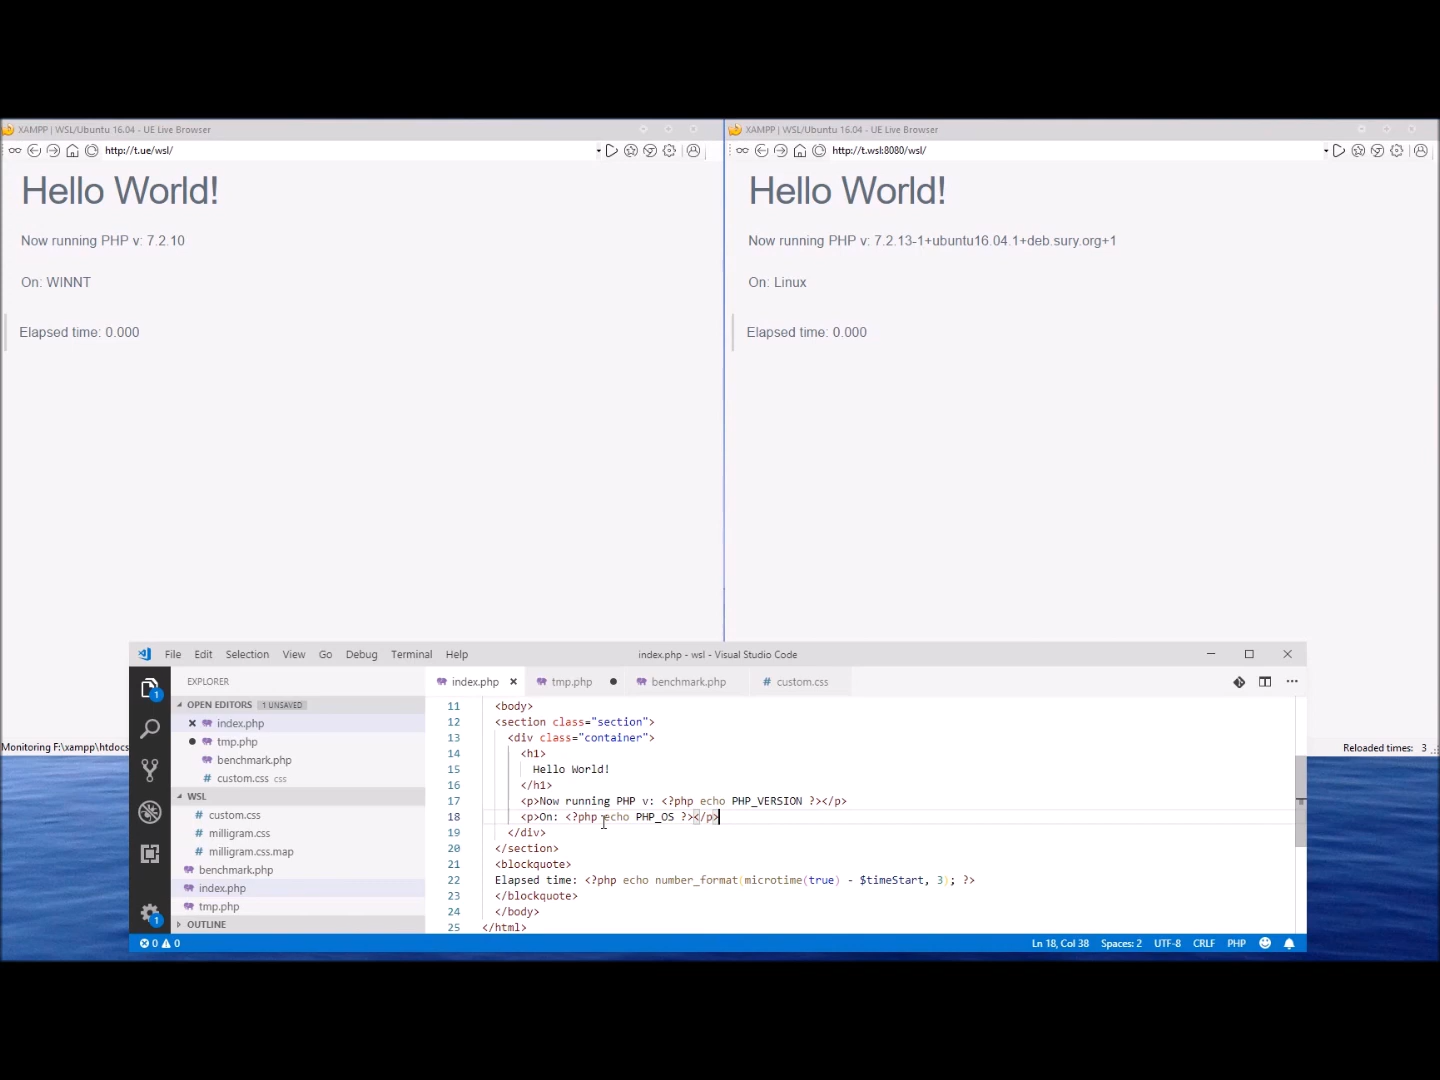 XAMPP | WSL/Ubuntu 16.04 - UE Live Browser
http://t.ue/wsl/
Hello World!
Now running PHP v: 7.2.10
On: WINNT
Elapsed time: 0.000
Monitoring F:\xampp\htdocs
XAMPP | WSL/Ubuntu 16.04 - UE Live Browser
http://t.wsl:8080/wsl/
Hello World!
Now running PHP v: 7.2.13-1+ubuntu16.04.1+deb.sury.org+1
On: Linux
Elapsed time: 0.000
Reloaded times: 3
File Edit Selection View Go Debug Terminal Help
index.php - wsl - Visual Studio Code
1
1
EXPLORER
OPEN EDITORS 1 UNSAVED
index.php
tmp.php
benchmark.php
custom.css css
WSL
custom.css
milligram.css
milligram.css.map
benchmark.php
index.php
tmp.php
OUTLINE
index.php tmp.php benchmark.php custom.css
11 <body>
12 <section class="section">
13 <div class="container">
14 <h1>
15 Hello World!
16 </h1>
17 <p>Now running PHP v: <?php echo PHP_VERSION ?></p>
18 <p>On: <?php echo PHP_OS ?></p>
19 </div>
20 </section>
21 <blockquote>
22 Elapsed time: <?php echo number_format(microtime(true) - $timeStart, 3); ?>
23 </blockquote>
24 </body>
25 </html>
0 0
Ln 18, Col 38 Spaces: 2 UTF-8 CRLF PHP